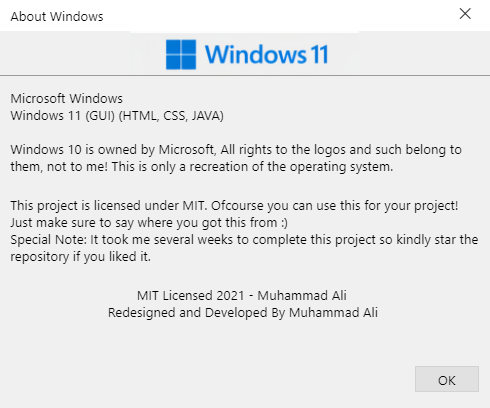 About Windows
Windows 11
Microsoft Windows
Windows 11 (GUI) (HTML, CSS, JAVA)
Windows 10 is owned by Microsoft, All rights to the logos and such belong to
them, not to me! This is only a recreation of the operating system.
This project is licensed under MIT. Ofcourse you can use this for your project!
Just make sure to say where you got this from :)
Special Note: It took me several weeks to complete this project so kindly star the
repository if you liked it.
MIT Licensed 2021 - Muhammad Ali
Redesigned and Developed By Muhammad Ali
OK